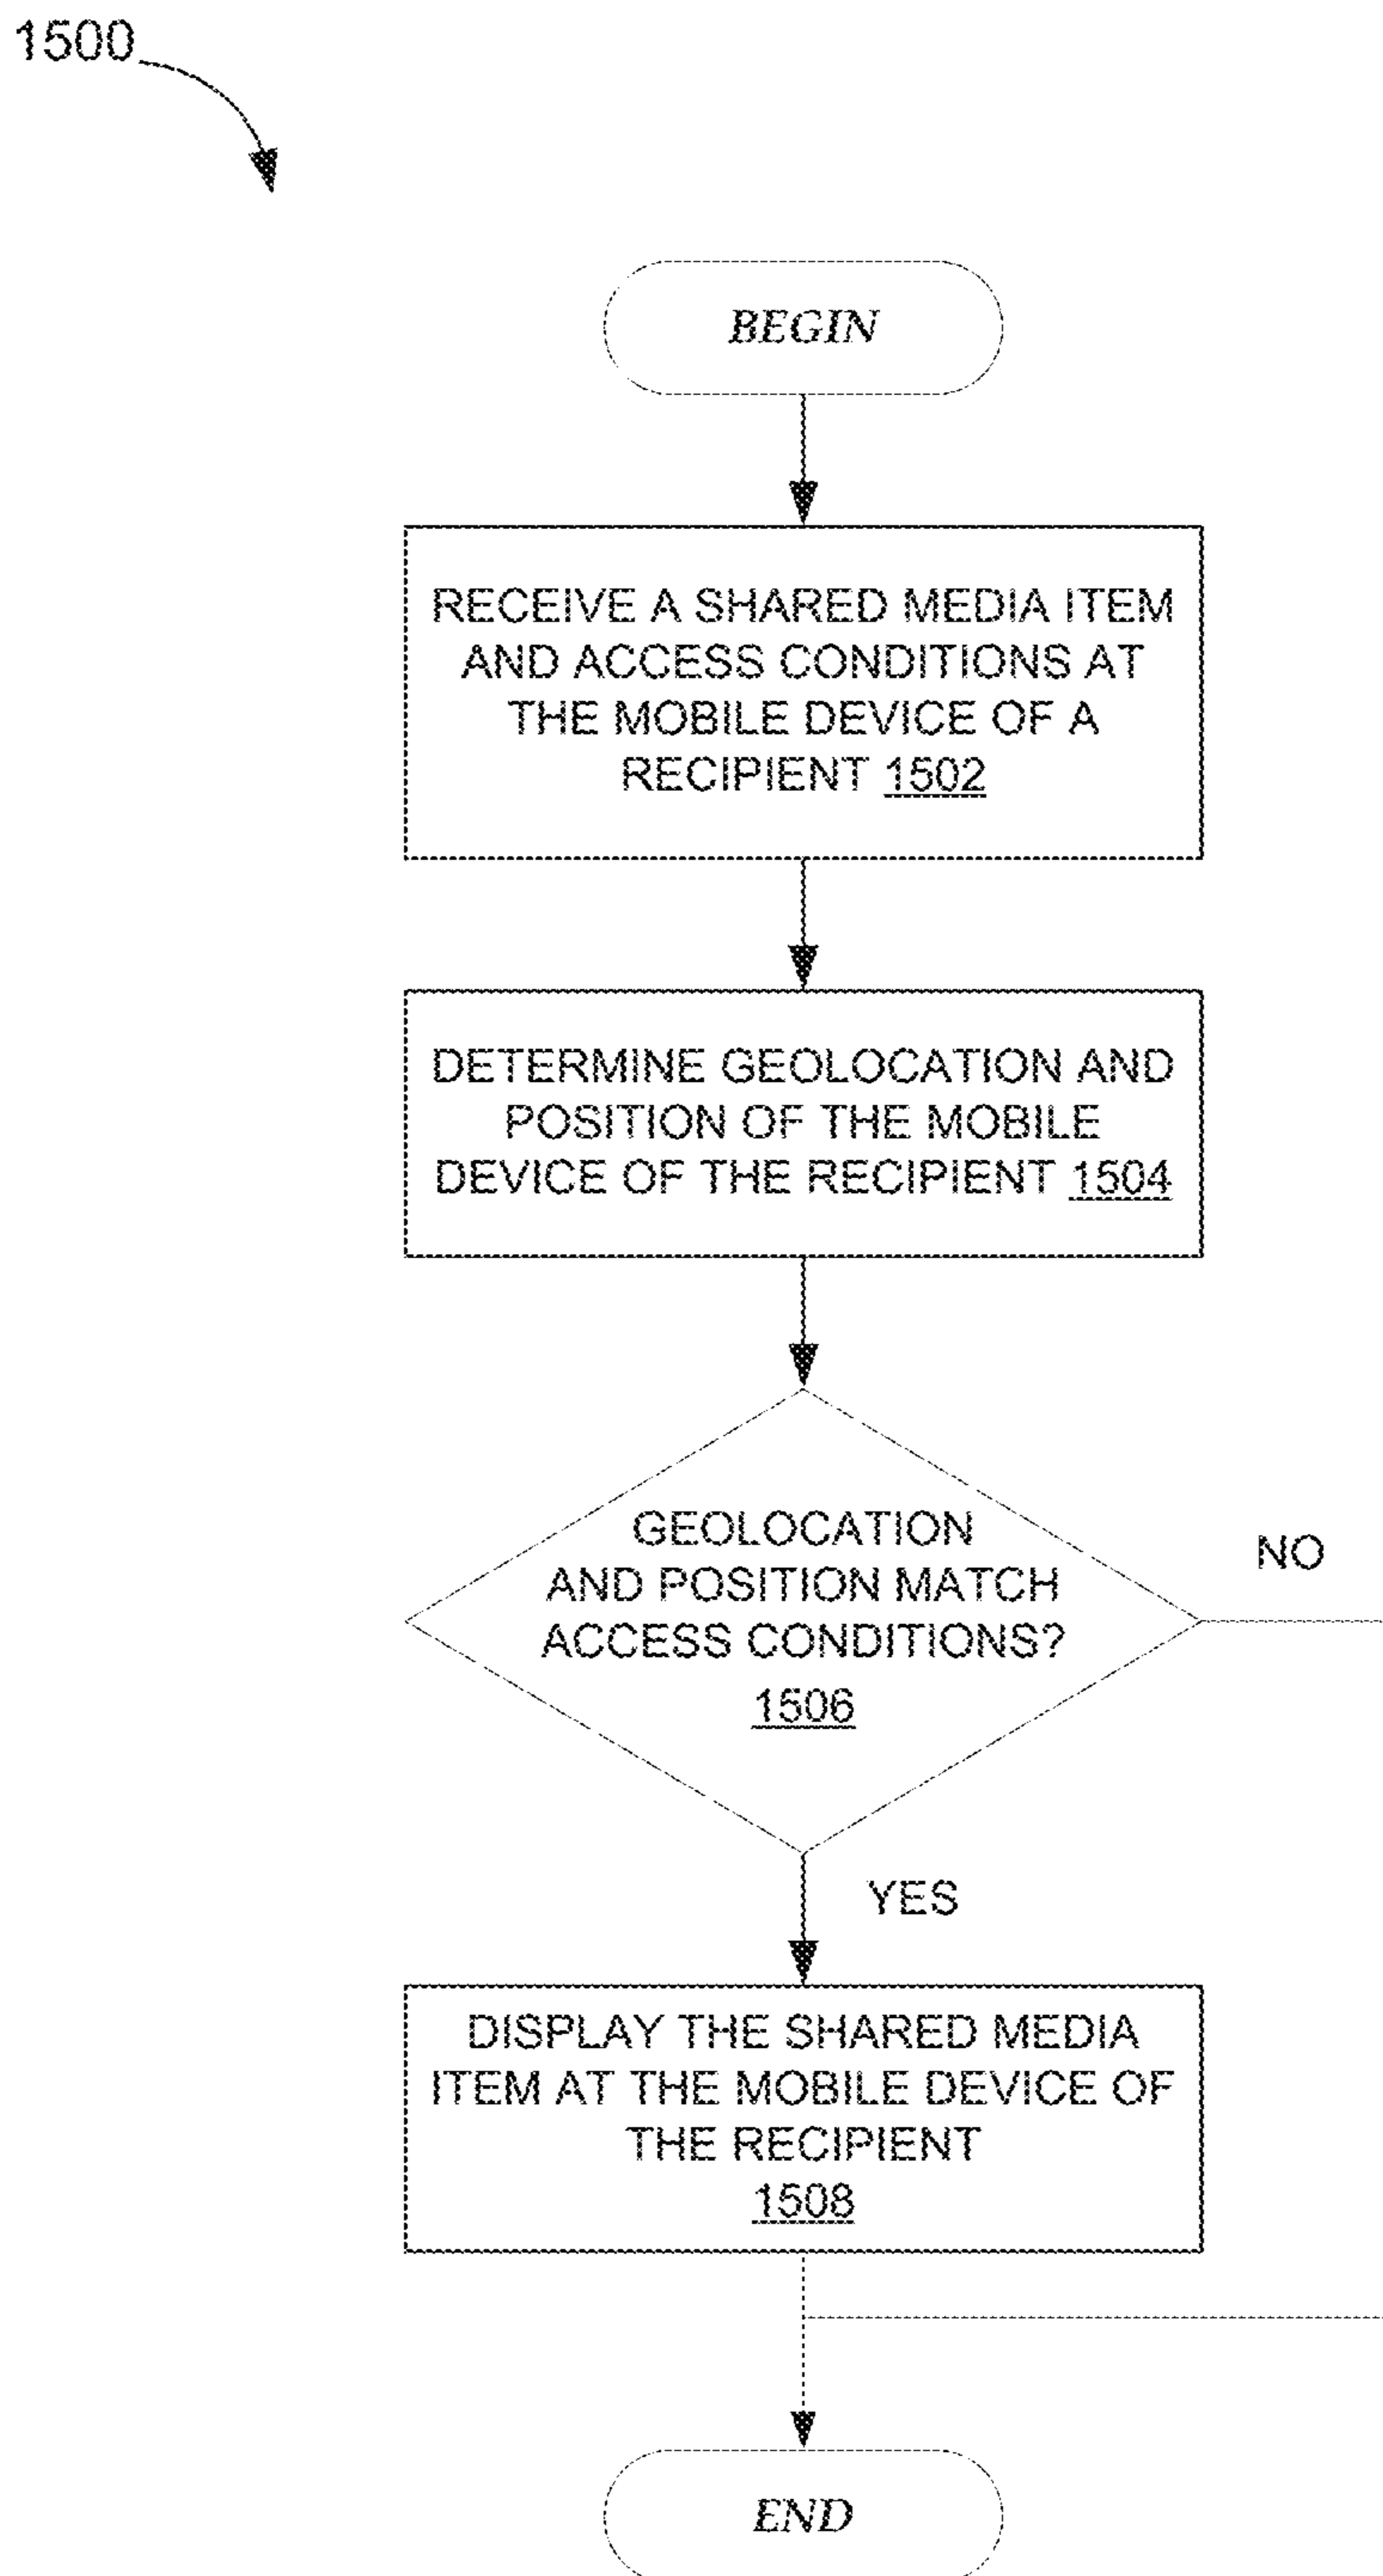 1500
BEGIN
RECEIVE A SHARED MEDIA ITEM
AND ACCESS CONDITIONS AT
THE MOBILE DEVICE OF A
RECIPIENT 1502
DETERMINE GEOLOCATION AND
POSITION OF THE MOBILE
DEVICE OF THE RECIPIENT 1504
GEOLOCATION
AND POSITION MATCH
ACCESS CONDITIONS?
1506
NO
YES
DISPLAY THE SHARED MEDIA
ITEM AT THE MOBILE DEVICE OF
THE RECIPIENT
1508
END